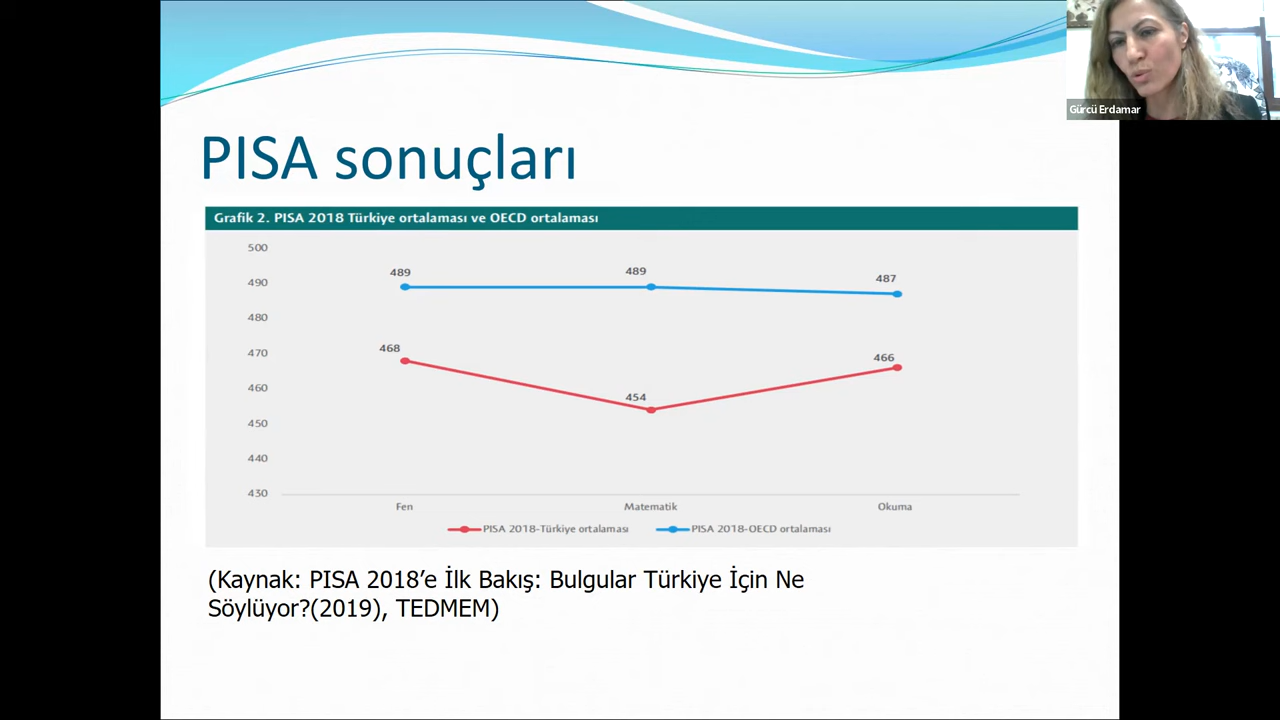 Gürcü Erdamar
PISA sonuçları
Grafik 2. PISA 2018 Türkiye ortalaması ve OECD ortalaması
500
490
480
470
460
450
440
430
489
489
487
468
454
466
Fen
Matematik
Okuma
PISA 2018-Türkiye ortalaması
PISA 2018-OECD ortalaması
(Kaynak: PISA 2018’e İlk Bakış: Bulgular Türkiye İçin Ne
Söylüyor?(2019), TEDMEM)